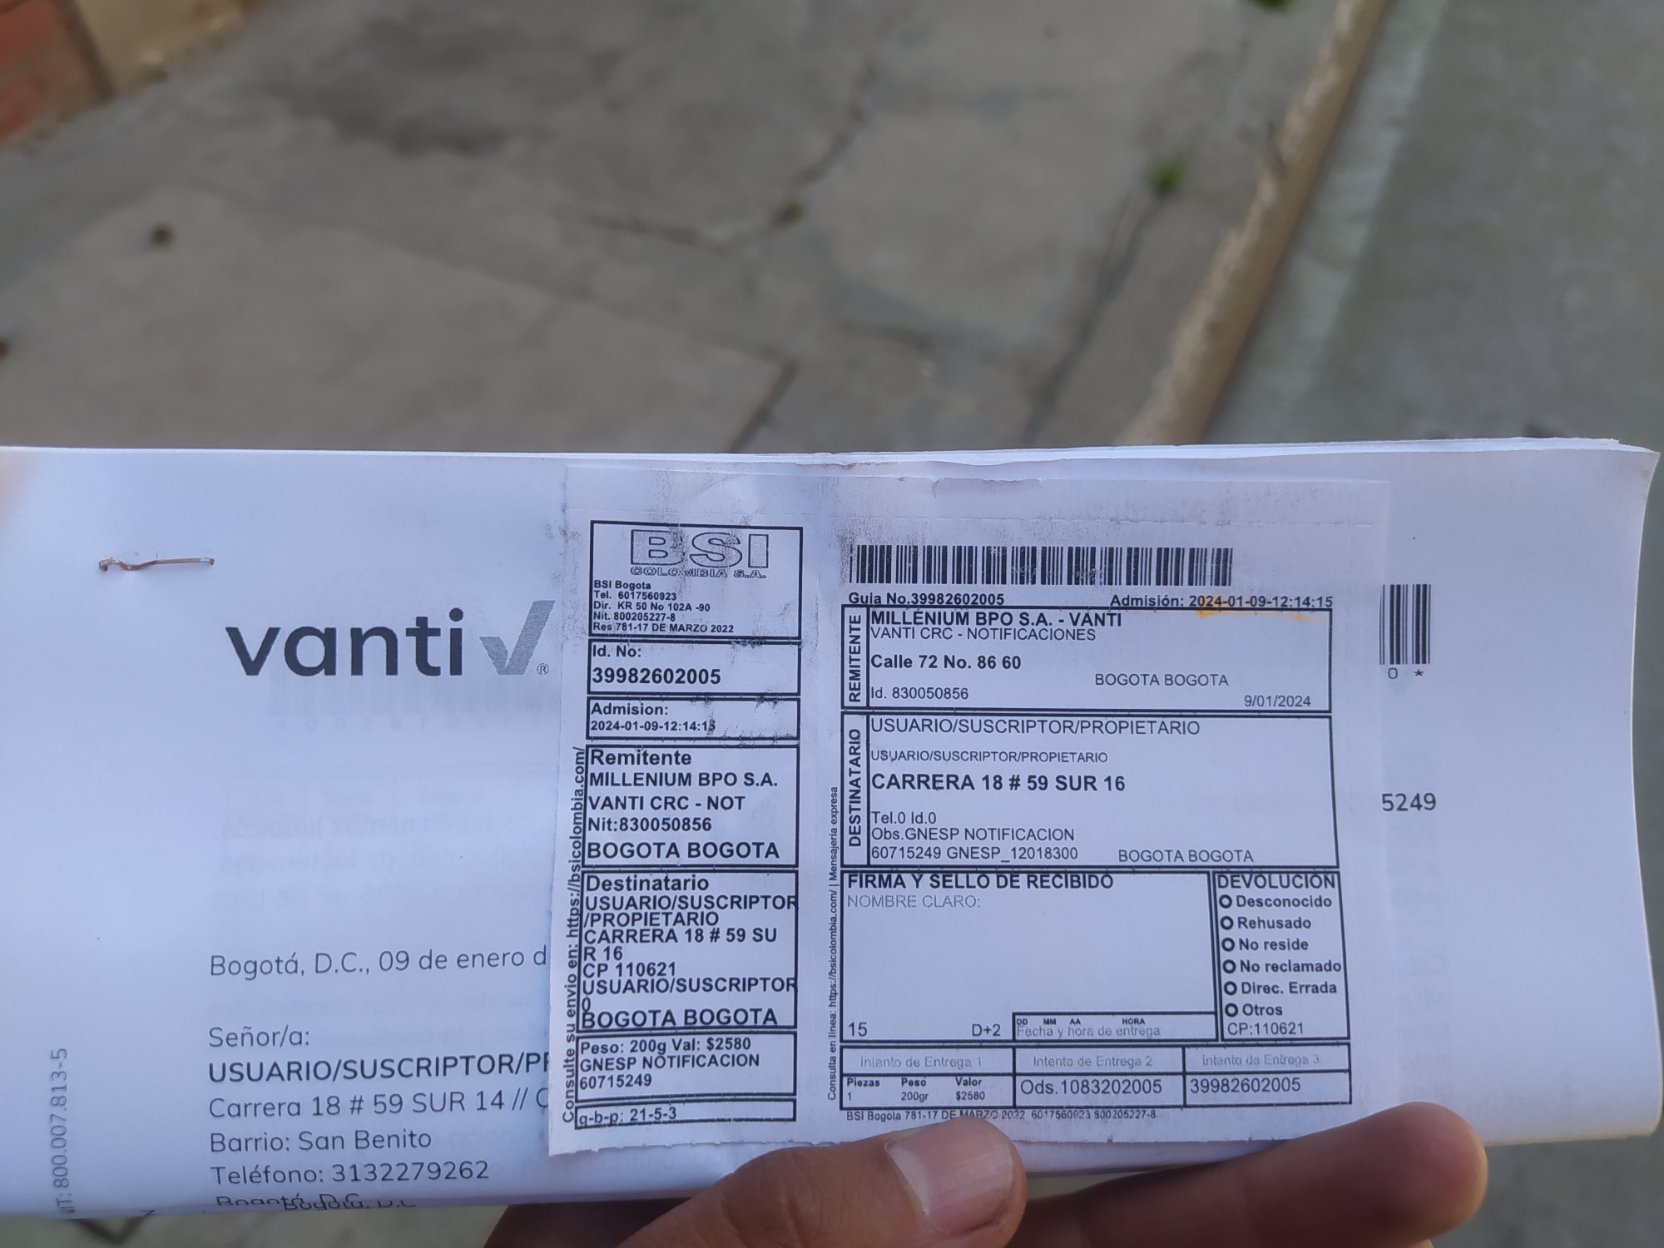 vanti
®
Bogotá, D.C., 09 de enero d
Señor/a:
USUARIO/SUSCRIPTOR/PR
Carrera 18 # 59 SUR 14 // C
Barrio: San Benito
Teléfono: 3132279262
Bogotá, D.C.
NIT: 800.007.813-5
BSI
COLOMBIA S.A.
BSI Bogota
Tel. 6017560923
Dir. KR 50 No 102A -90
Nit. 800205227-8
Res 781-17 DE MARZO 2022
Id. No:
39982602005
Admision:
2024-01-09-12:14:15
Remitente
MILLENIUM BPO S.A.
VANTI CRC - NOT
Nit:830050856
BOGOTA BOGOTA
Destinatario
USUARIO/SUSCRIPTOR
/PROPIETARIO
CARRERA 18 # 59 SU
R 16
CP 110621
USUARIO/SUSCRIPTOR
0
BOGOTA BOGOTA
Peso: 200g Val: $2580
GNESP NOTIFICACION
60715249
g-b-p: 21-5-3
Consulte su envio en: https://bsicolombia.com/
Guia No.39982602005 Admisión: 2024-01-09-12:14:15
REMITENTE
MILLENIUM BPO S.A. - VANTI
VANTI CRC - NOTIFICACIONES
Calle 72 No. 86 60
BOGOTA BOGOTA
Id. 830050856
9/01/2024
DESTINATARIO
USUARIO/SUSCRIPTOR/PROPIETARIO
USUARIO/SUSCRIPTOR/PROPIETARIO
CARRERA 18 # 59 SUR 16
Tel.0 Id.0
Obs.GNESP NOTIFICACION
60715249 GNESP_12018300 BOGOTA BOGOTA
FIRMA Y SELLO DE RECIBIDO
NOMBRE CLARO:
15 D+2
DD MM AA HORA
Fecha y hora de entrega
DEVOLUCIÓN
Desconocido
Rehusado
No reside
No reclamado
Direc. Errada
Otros
CP:110621
Intento de Entrega 1 Intento de Entrega 2 Intento de Entrega 3
Piezas Peso Valor
1 200gr $2580
Ods.1083202005 39982602005
BSI Bogota 781-17 DE MARZO 2022 6017560923 800205227-8
Consulta en linea: https://bsicolombia.com/ | Mensajeria expresa
0 *
5249